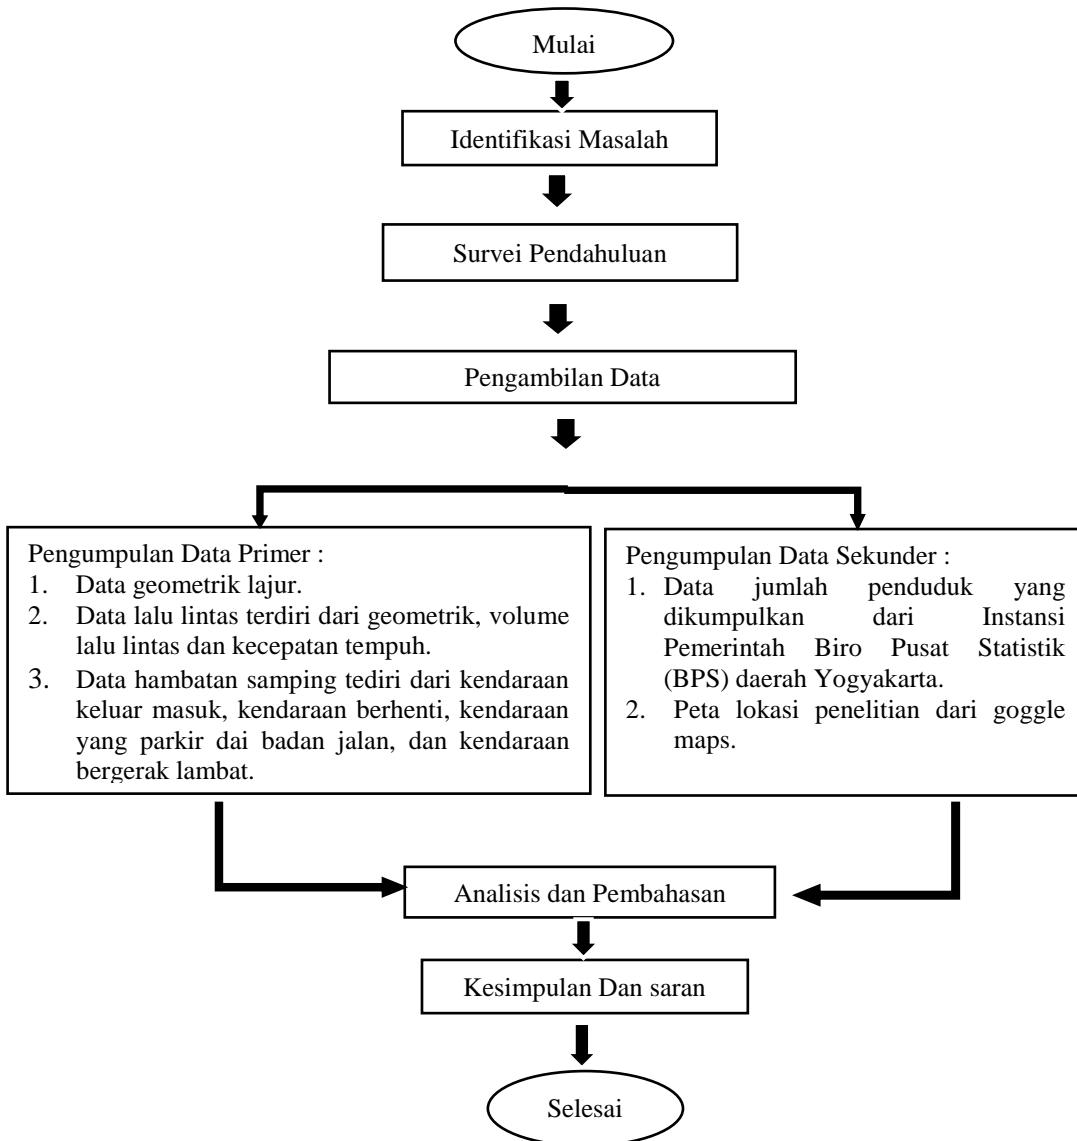 Mulai
Identifikasi Masalah
Survei Pendahuluan
Pengambilan Data
Pengumpulan Data Primer :
1. Data geometrik lajur.
2. Data lalu lintas terdiri dari geometrik, volume
lalu lintas dan kecepatan tempuh.
3. Data hambatan samping tediri dari kendaraan
keluar masuk, kendaraan berhenti, kendaraan
yang parkir dai badan jalan, dan kendaraan
bergerak lambat.
Pengumpulan Data Sekunder :
1. Data jumlah penduduk yang
dikumpulkan dari Instansi
Pemerintah Biro Pusat Statistik
(BPS) daerah Yogyakarta.
2. Peta lokasi penelitian dari goggle
maps.
Analisis dan Pembahasan
Kesimpulan Dan saran
Selesai